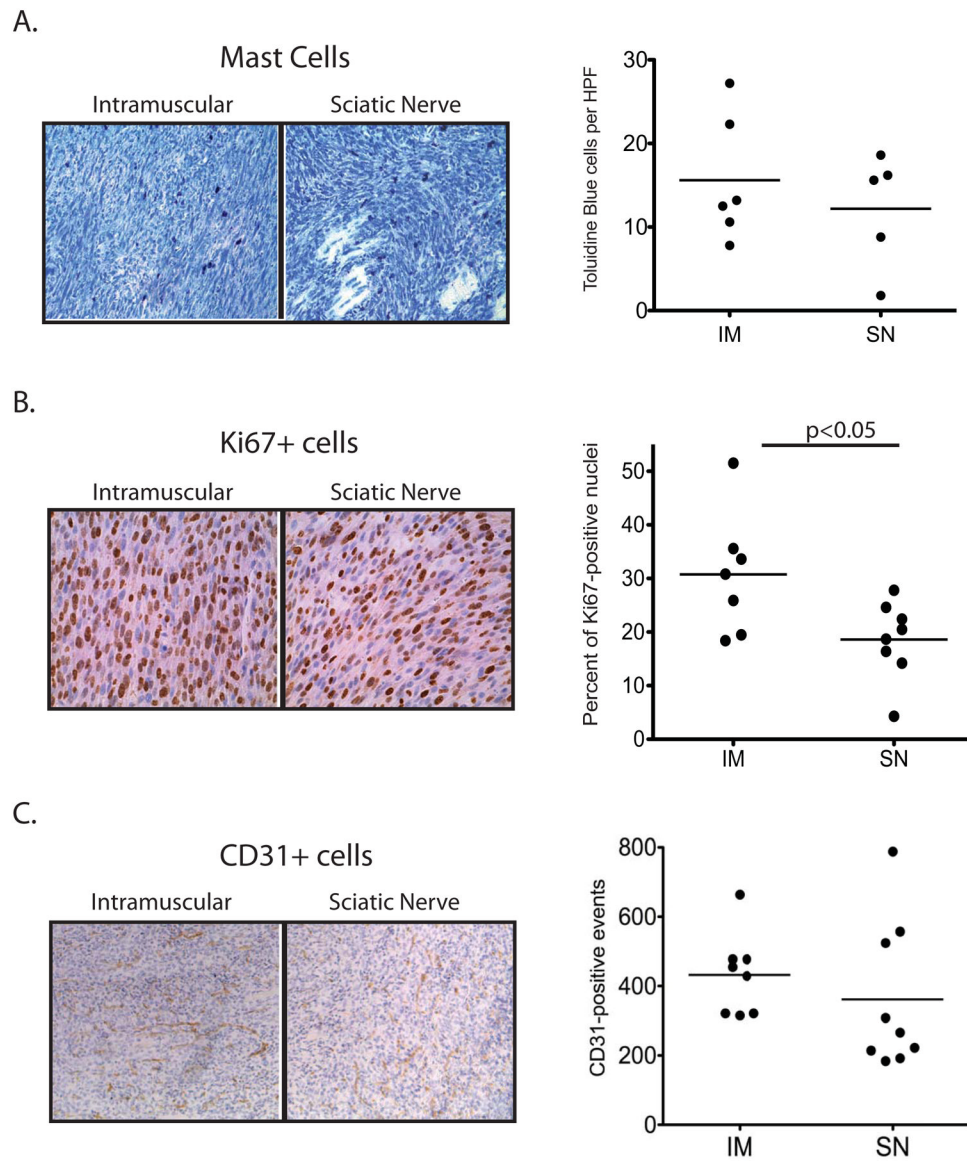 A.
Mast Cells
Intramuscular Sciatic Nerve
Toluidine Blue cells per HPF
30
20
10
0
IM SN
B.
Ki67+ cells
Intramuscular Sciatic Nerve
p<0.05
Percent of Ki67-positive nuclei
50
40
30
20
10
0
IM SN
C.
CD31+ cells
Intramuscular Sciatic Nerve
CD31-positive events
800
600
400
200
0
IM SN